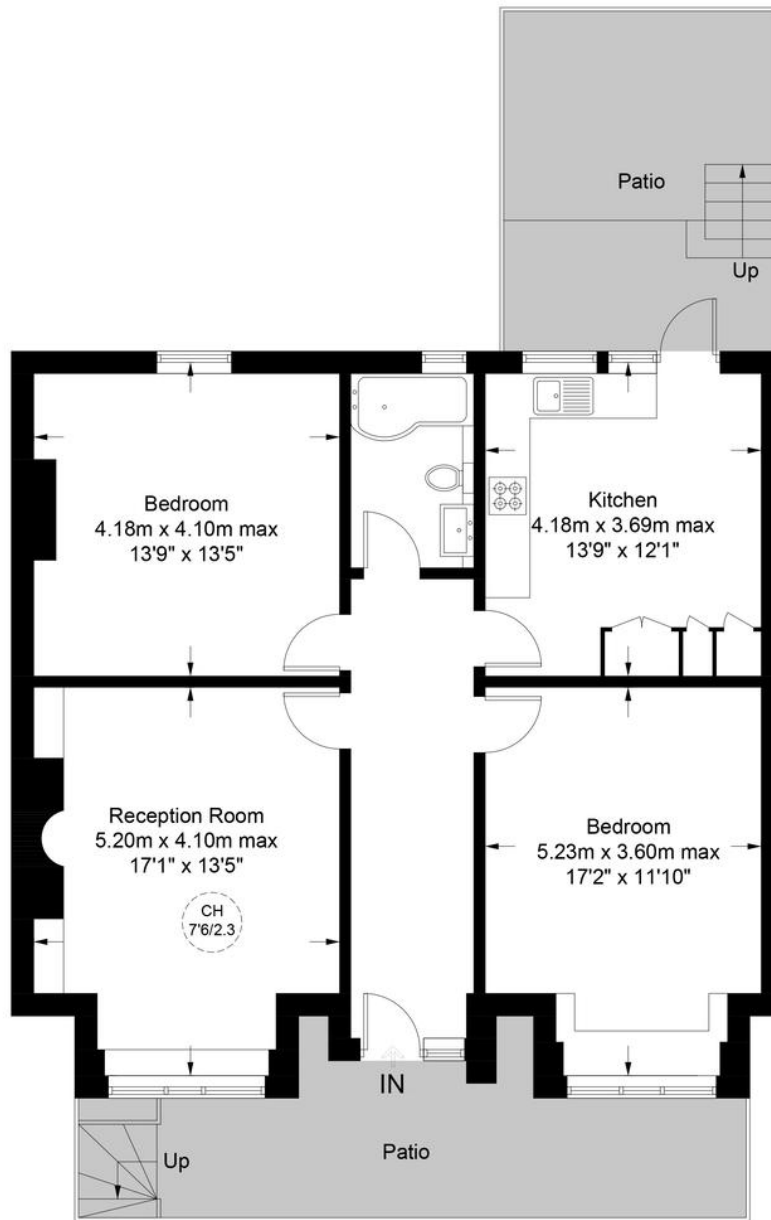 Patio
Up
Bedroom
4.18m x 4.10m max
13'9" x 13'5"
Kitchen
4.18m x 3.69m max
13'9" x 12'1"
Reception Room
5.20m x 4.10m max
17'1" x 13'5"
CH
7'6/2.3
Bedroom
5.23m x 3.60m max
17'2" x 11'10"
IN
Up
Patio